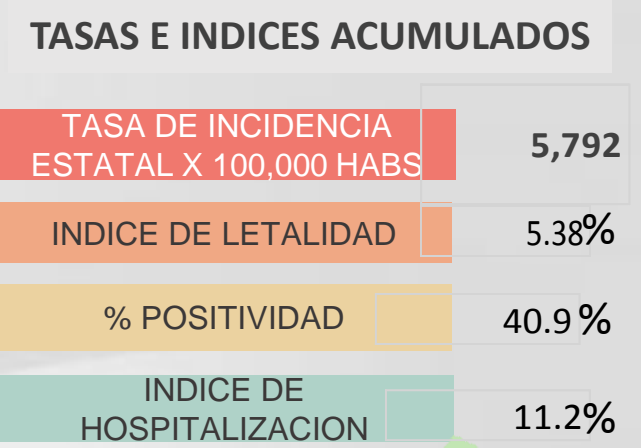 TASAS E INDICES ACUMULADOS
TASA DE INCIDENCIA
ESTATAL X 100,000 HABS
5,792
INDICE DE LETALIDAD
5.38%
% POSITIVIDAD
40.9 %
INDICE DE
HOSPITALIZACION
11.2%